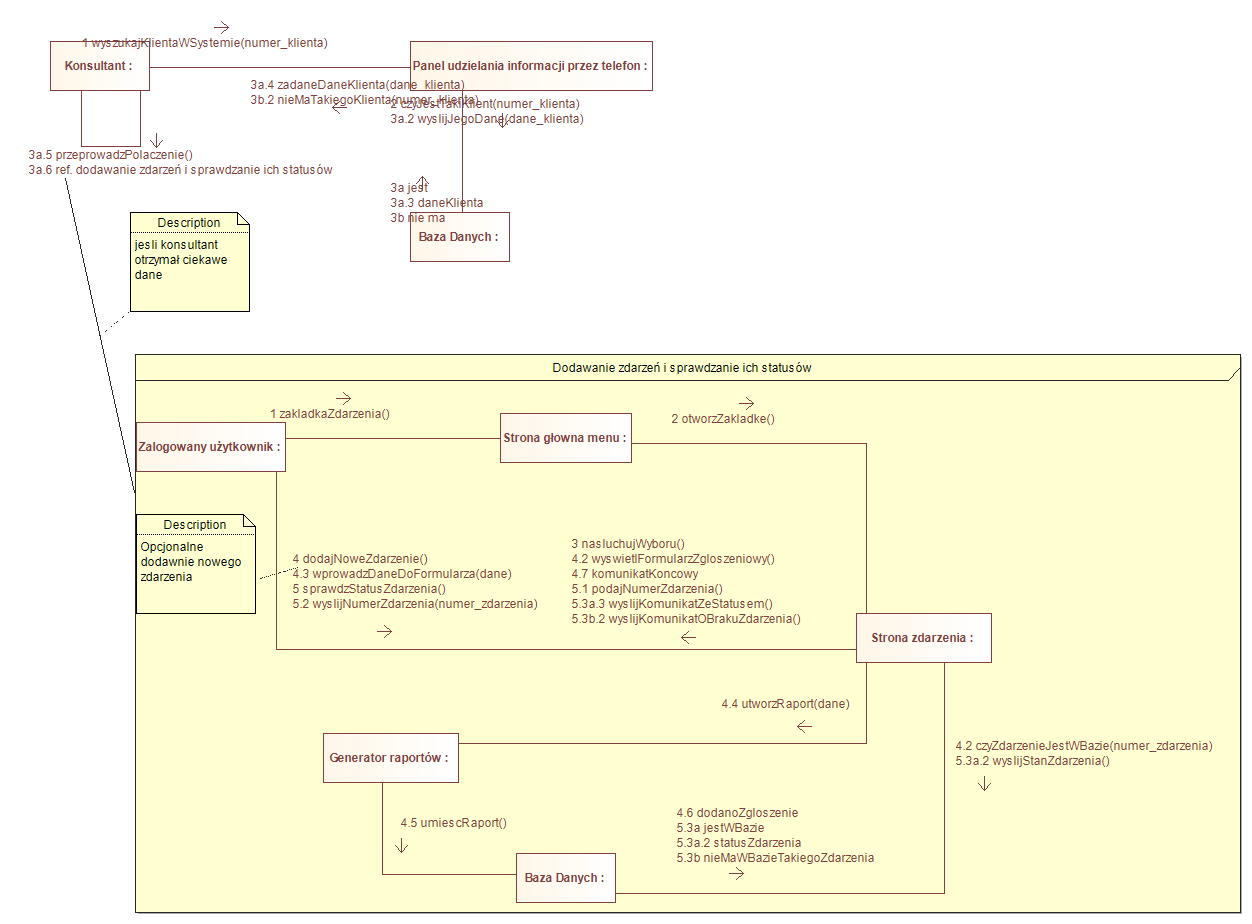 1 wyszukajKlientaWSystemie(numer_klienta)
Konsultant :
Panel udzielania informacji przez telefon :
3a.4 zadaneDaneKlienta(dane_klienta)
3b.2 nieMaTakiegoKlienta(numer_klienta)
2 czyJestTakiKlient(numer_klienta)
3a.2 wyslijJegoDane(dane_klienta)
3a.5 przeprowadzPolaczenie()
3a.6 ref. dodawanie zdarzeń i sprawdzanie ich statusów
3a jest
3a.3 daneKlienta
3b nie ma
Baza Danych :
Description
jesli konsultant
otrzymał ciekawe
dane
Dodawanie zdarzeń i sprawdzanie ich statusów
1 zakladkaZdarzenia()
2 otworzZakladke()
Zalogowany użytkownik :
Strona głowna menu :
Description
Opcjonalne
dodawnie nowego
zdarzenia
4 dodajNoweZdarzenie()
4.3 wprowadzDaneDoFormularza(dane)
5 sprawdzStatusZdarzenia()
5.2 wyslijNumerZdarzenia(numer_zdarzenia)
3 nasluchujWyboru()
4.2 wyswietlFormularzZgloszeniowy()
4.7 komunikatKoncowy
5.1 podajNumerZdarzenia()
5.3a.3 wyslijKomunikatZeStatusem()
5.3b.2 wyslijKomunikatOBrakuZdarzenia()
Strona zdarzenia :
4.4 utworzRaport(dane)
Generator raportów :
4.2 czyZdarzenieJestWBazie(numer_zdarzenia)
5.3a.2 wyslijStanZdarzenia()
4.5 umiescRaport()
4.6 dodanoZgloszenie
5.3a jestWBazie
5.3a.2 statusZdarzenia
5.3b nieMaWBazieTakiegoZdarzenia
Baza Danych :